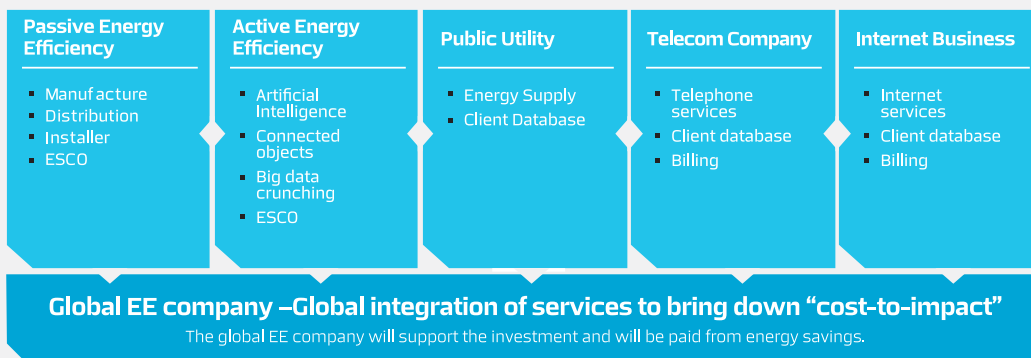 Passive Energy
Efficiency
▪ Manufacture
▪ Distribution
▪ Installer
▪ ESCO
Active Energy
Efficiency
▪ Artificial
Intelligence
▪ Connected
objects
▪ Big data
crunching
▪ ESCO
Public Utility
▪ Energy Supply
▪ Client Database
Telecom Company
▪ Telephone
services
▪ Client database
▪ Billing
Internet Business
▪ Internet
services
▪ Client database
▪ Billing
Global EE company –Global integration of services to bring down “cost-to-impact”
The global EE company will support the investment and will be paid from energy savings.